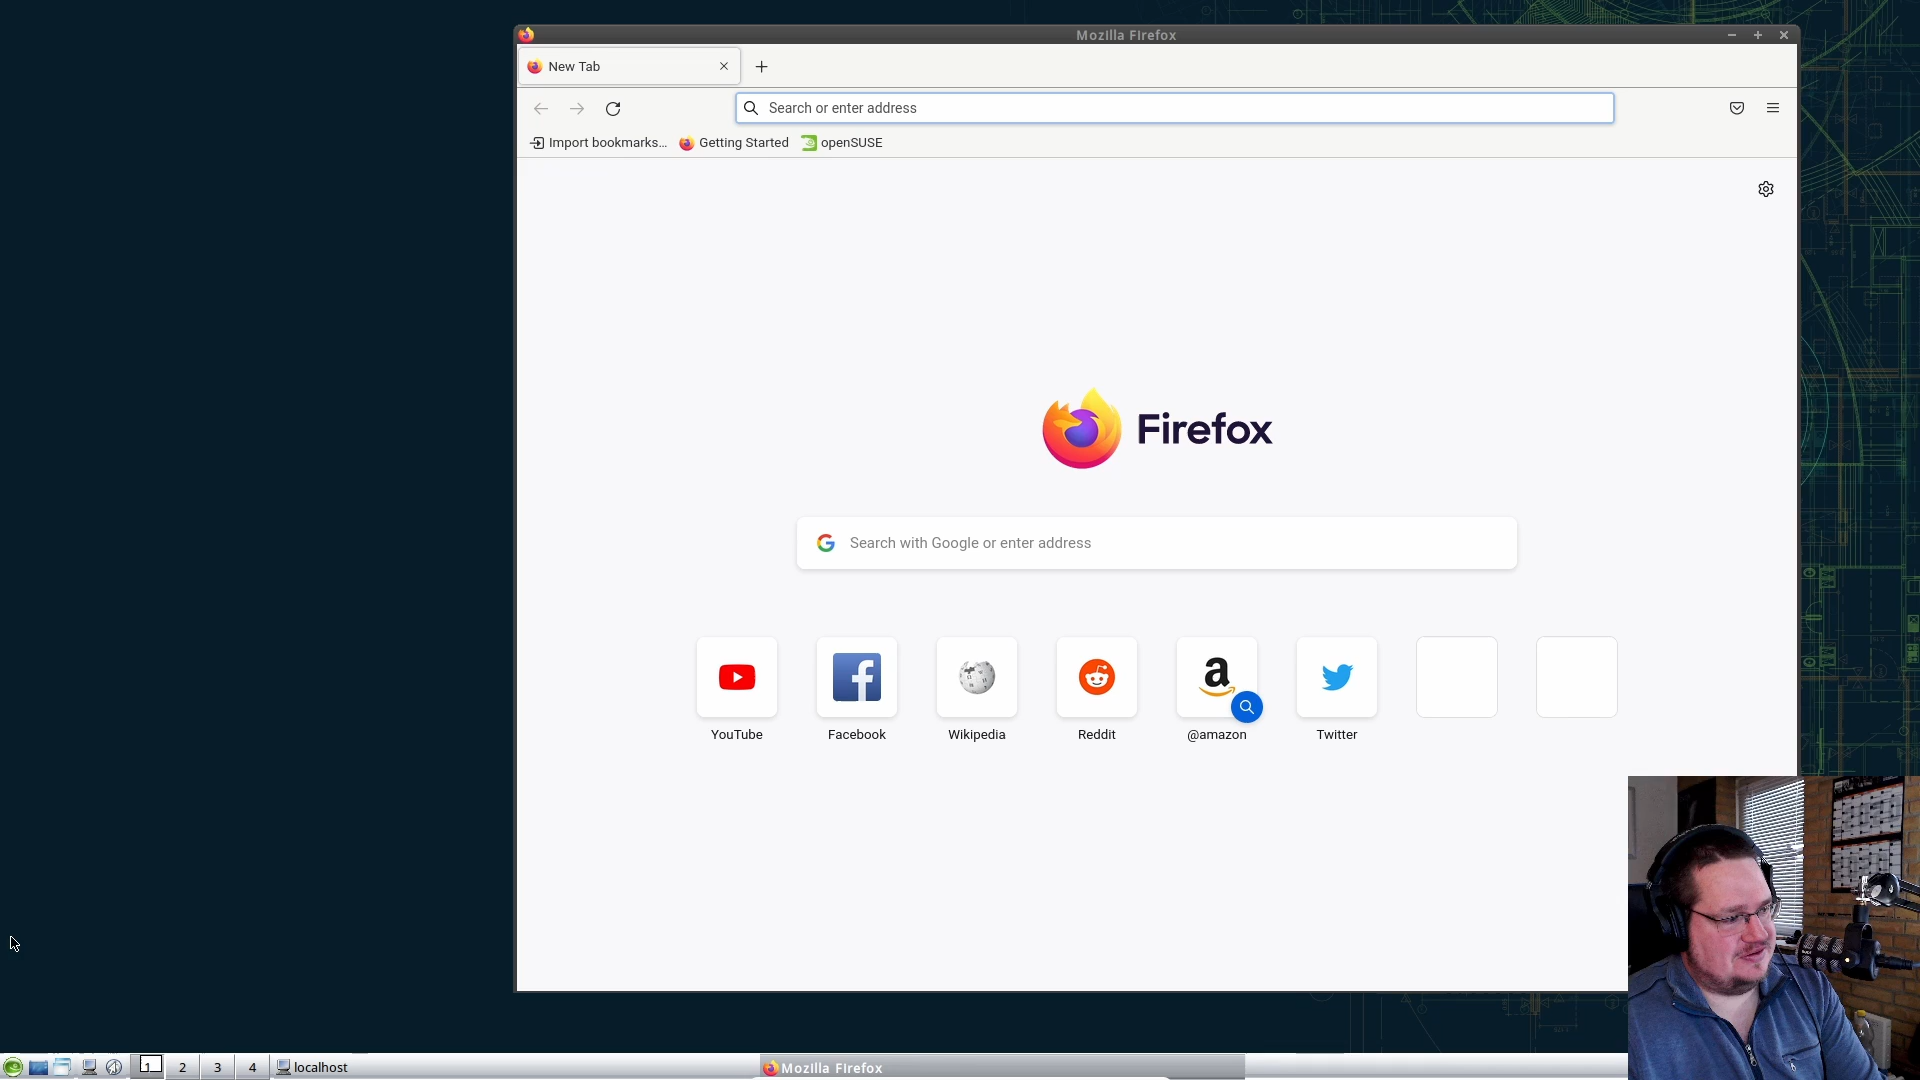 Mozilla Firefox
New Tab
Search or enter address
Import bookmarks... Getting Started openSUSE
Firefox
Search with Google or enter address
YouTube Facebook Wikipedia Reddit @amazon Twitter
1 2 3 4 localhost Mozilla Firefox